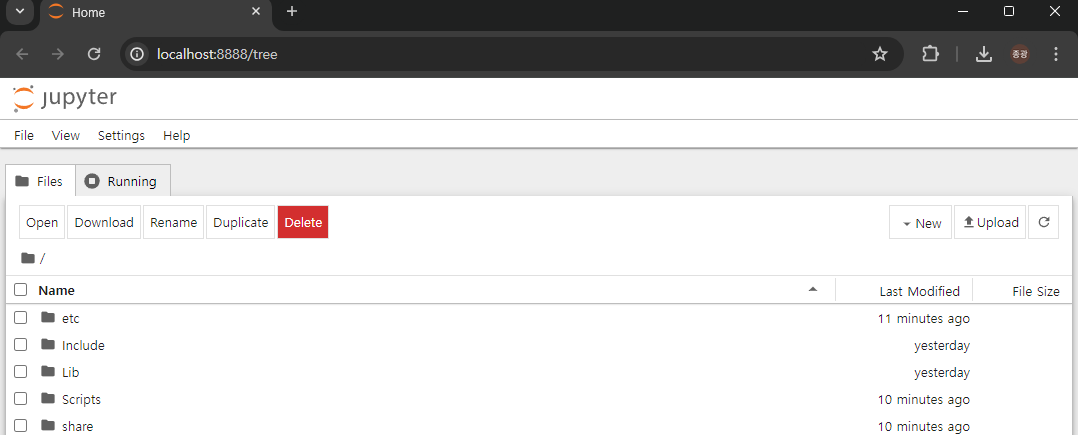 Home
localhost:8888/tree
종광
jupyter
File View Settings Help
Files Running
Open Download Rename Duplicate Delete New Upload
/
Name Last Modified File Size
etc 11 minutes ago
Include yesterday
Lib yesterday
Scripts 10 minutes ago
share 10 minutes ago